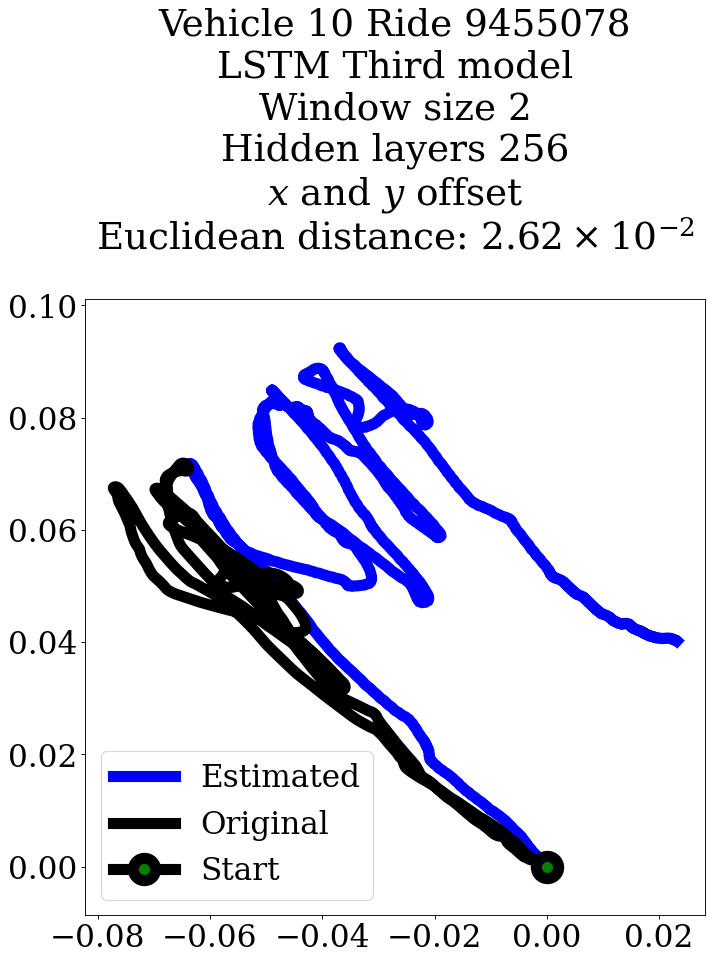 Vehicle 10 Ride 9455078
LSTM Third model
Window size 2
Hidden layers 256
x and y offset
Euclidean distance: 2.62 × 10⁻²
0.10
0.08
0.06
0.04
0.02
0.00
Estimated
Original
Start
−0.08 −0.06 −0.04 −0.02 0.00 0.02